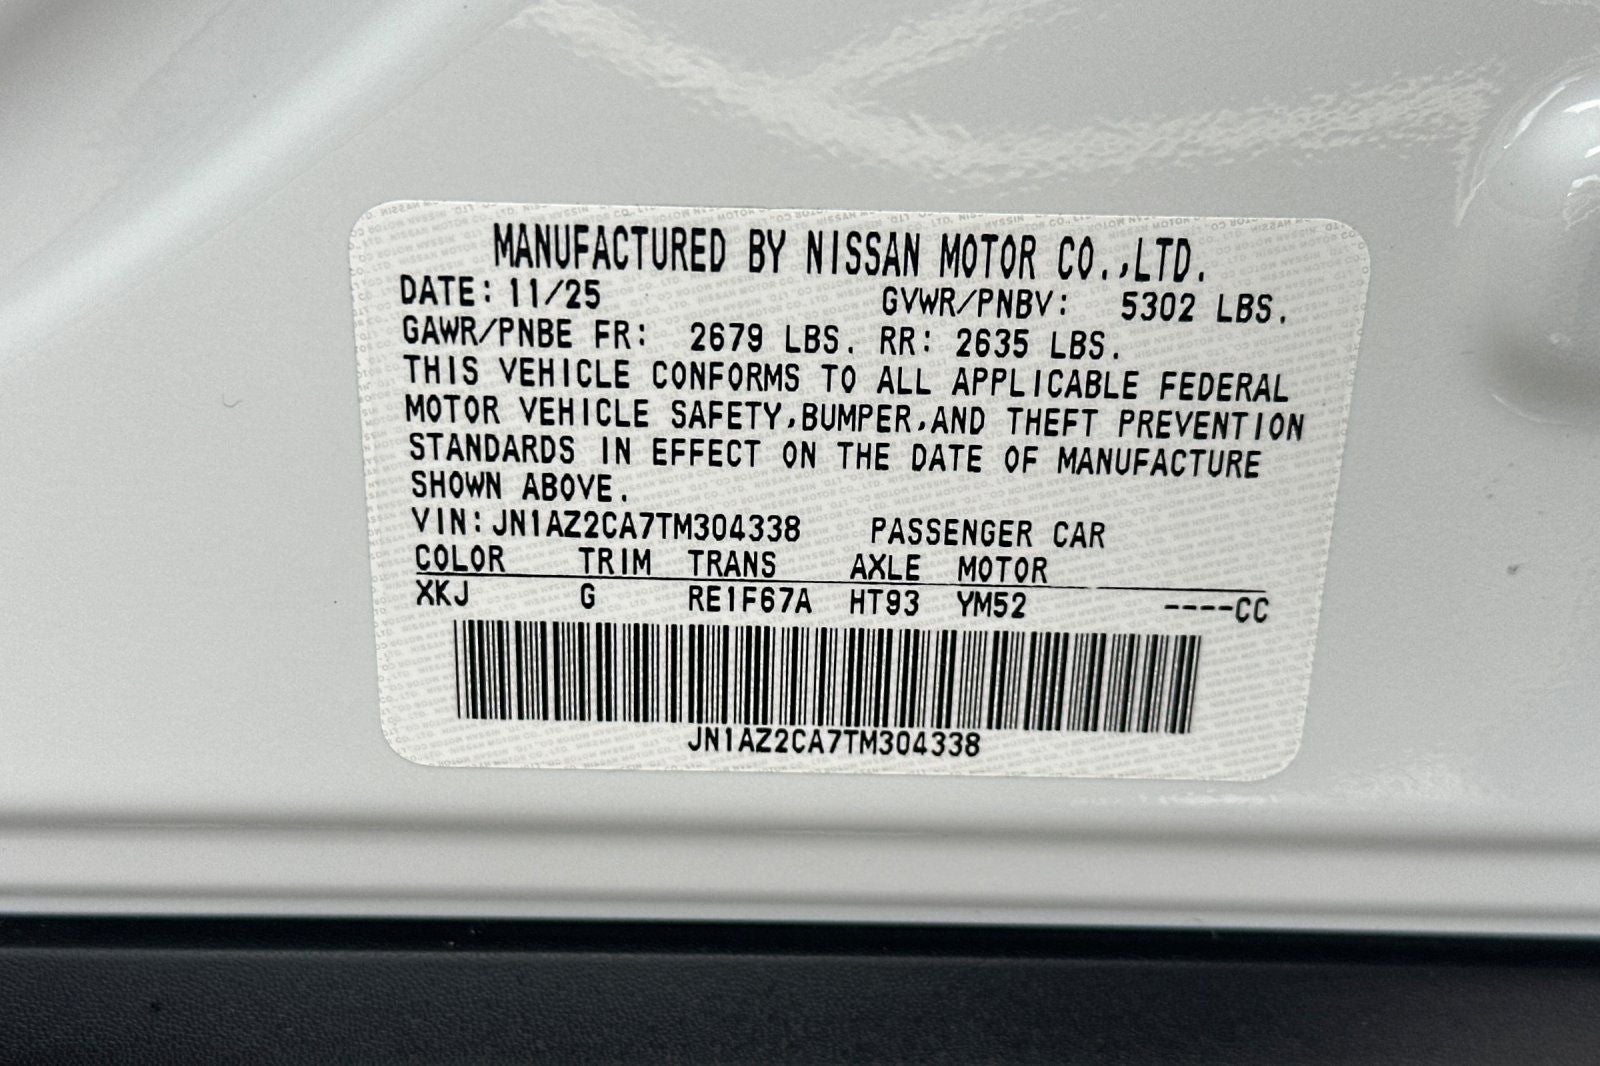 MANUFACTURED BY NISSAN MOTOR CO.,LTD.
DATE: 11/25 GVWR/PNBV: 5302 LBS.
GAWR/PNBE FR: 2679 LBS. RR: 2635 LBS.
THIS VEHICLE CONFORMS TO ALL APPLICABLE FEDERAL
MOTOR VEHICLE SAFETY,BUMPER,AND THEFT PREVENTION
STANDARDS IN EFFECT ON THE DATE OF MANUFACTURE
SHOWN ABOVE.
VIN: JN1AZ2CA7TM304338 PASSENGER CAR
COLOR TRIM TRANS AXLE MOTOR
XKJ G RE1F67A HT93 YM52 ----CC
JN1AZ2CA7TM304338